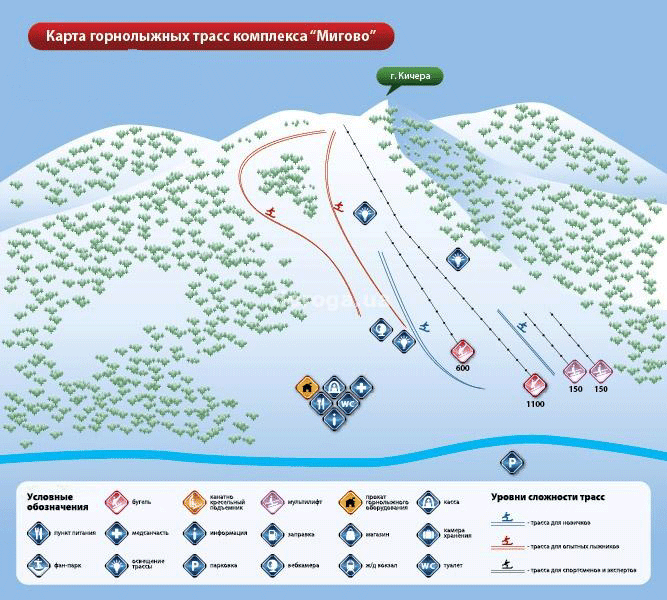 Карта горнолыжных трасс комплекса “Мигово”
г. Кичера
600
1100
150
150
WC
P
Условные обозначения
бугель
канатно кресельный подъемник
мультилифт
прокат горнолыжного оборудования
касса
пункт питания
медсанчасть
информация
заправка
магазин
камера хранения
фан-парк
освещение трассы
P
парковка
вебкамера
ж/д вокзал
WC
туалет
Уровни сложности трасс
- трасса для новичков
- трасса для опытных лыжников
- трасса для спортсменов и экспертов